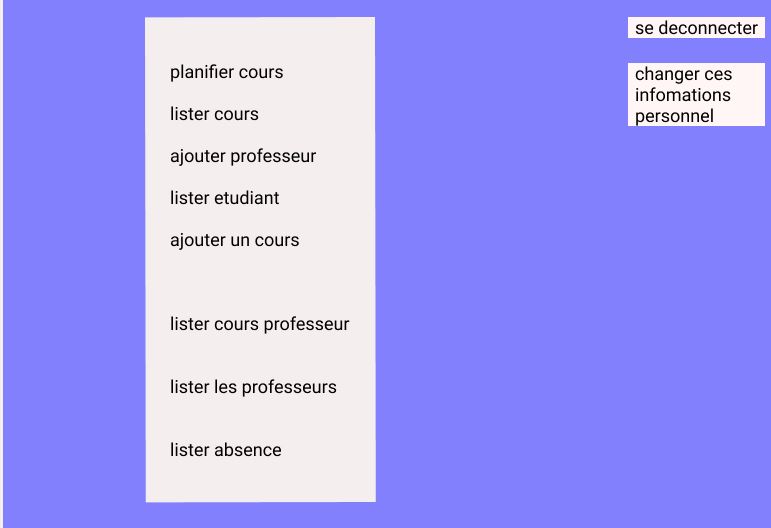 planifier cours
lister cours
ajouter professeur
lister etudiant
ajouter un cours
lister cours professeur
lister les professeurs
lister absence
se deconnecter
changer ces
infomations
personnel